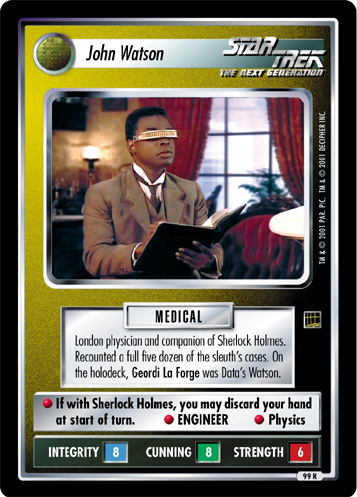 John Watson
STAR TREK
THE NEXT GENERATION
TM & © 2001 PAR. PIC. TM & © 2001 DECIPHER INC.
MEDICAL
London physician and companion of Sherlock Holmes.
Recounted a full five dozen of the sleuth's cases. On
the holodeck, Geordi La Forge was Data's Watson.
If with Sherlock Holmes, you may discard your hand
at start of turn. ENGINEER Physics
INTEGRITY 8 CUNNING 8 STRENGTH 6
99 R